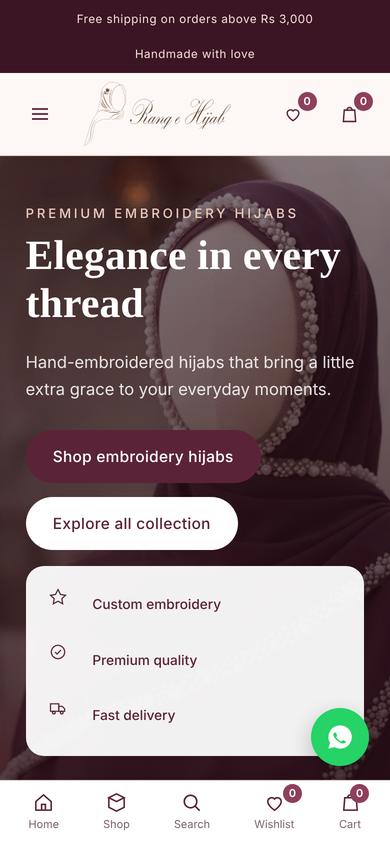 Free shipping on orders above Rs 3,000
Handmade with love
Rang e Hijab
0
0
PREMIUM EMBROIDERY HIJABS
Elegance in every
thread
Hand-embroidered hijabs that bring a little
extra grace to your everyday moments.
Shop embroidery hijabs
Explore all collection
Custom embroidery
Premium quality
Fast delivery
0
0
Home
Shop
Search
Wishlist
Cart